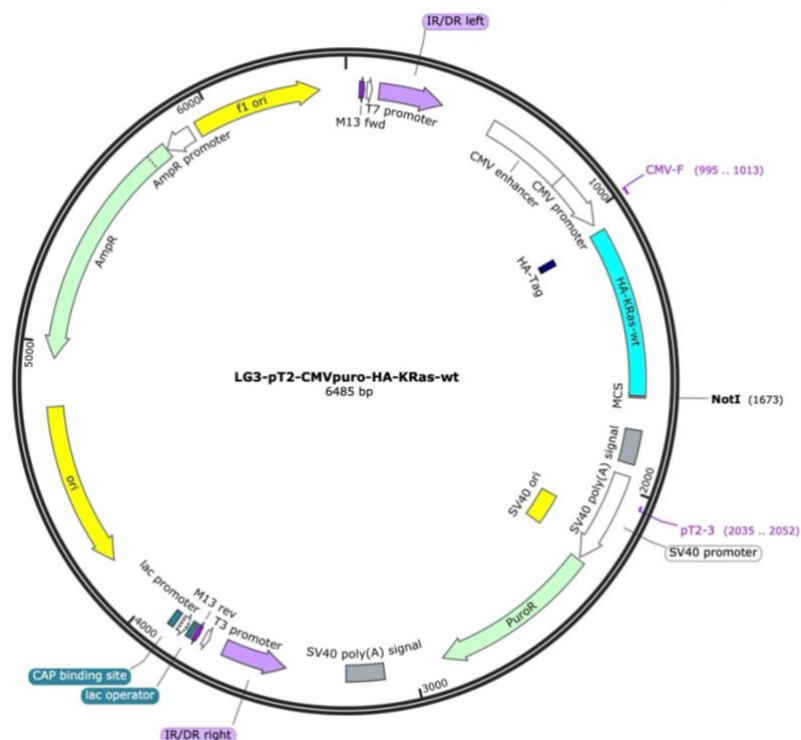 IR/DR left
6000
f1 ori
T7 promoter
M13 fwd
AmpR promoter
CMV enhancer
CMV promoter
1000
CMV-F (995 .. 1013)
AmpR
HA-Tag
HA-KRas-wt
5000
LG3-pT2-CMVpuro-HA-KRas-wt
6485 bp
MCS
NotI (1673)
SV40 poly(A) signal
2000
SV40 ori
pT2-3 (2035 .. 2052)
SV40 promoter
ori
lac promoter
M13 rev
T3 promoter
PuroR
4000
SV40 poly(A) signal
CAP binding site
lac operator
3000
IR/DR right